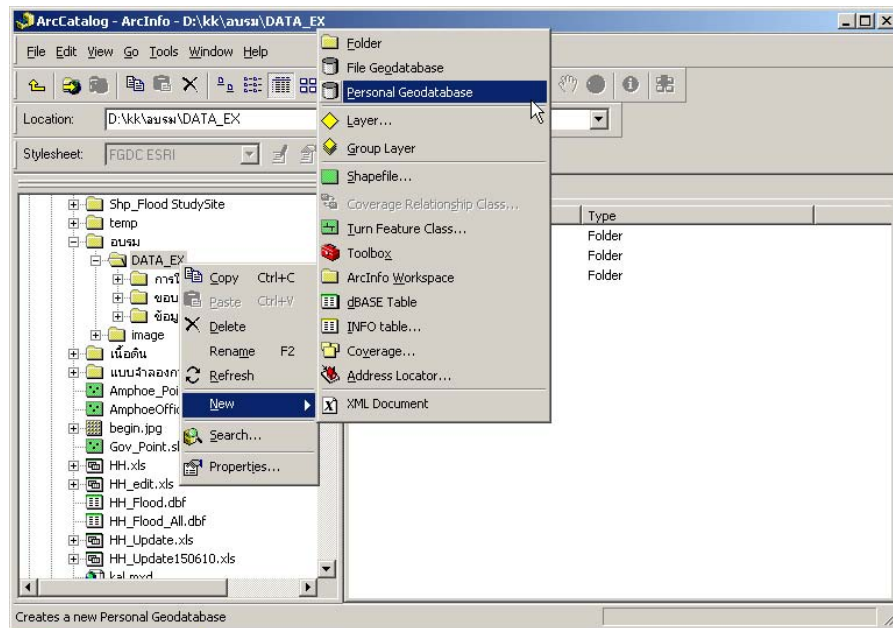 ArcCatalog - ArcInfo - D:\kk\อบรม\DATA_EX
File Edit View Go Tools Window Help
Location: D:\kk\อบรม\DATA_EX
Stylesheet: FGDC ESRI
Shp_Flood StudySite
temp
อบรม
DATA_EX
image
เนื้อดิน
Amphoe_Poi
AmphoeOffic
begin.jpg
Gov_Point.s
HH.xls
HH_edit.xls
HH_Flood.dbf
HH_Flood_All.dbf
HH_Update.xls
HH_Update150610.xls
kal.mxd
Copy Ctrl+C
Paste Ctrl+V
Delete
Rename F2
Refresh
New
Search...
Properties...
Folder
File Geodatabase
Personal Geodatabase
Layer...
Group Layer
Shapefile...
Coverage Relationship Class...
Turn Feature Class...
Toolbox
ArcInfo Workspace
dBASE Table
INFO table...
Coverage...
Address Locator...
XML Document
Type
Folder
Folder
Folder
Creates a new Personal Geodatabase